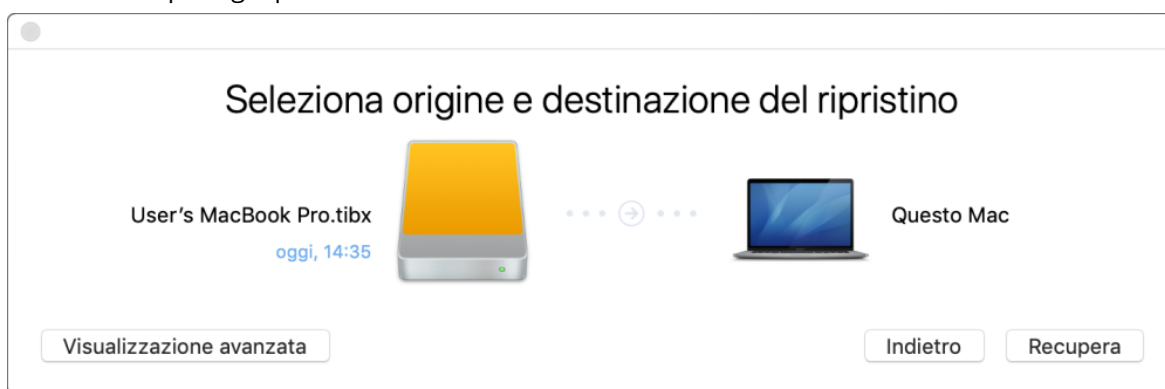 Seleziona origine e destinazione del ripristino
User's MacBook Pro.tibx
oggi, 14:35
Questo Mac
Visualizzazione avanzata
Indietro
Recupera